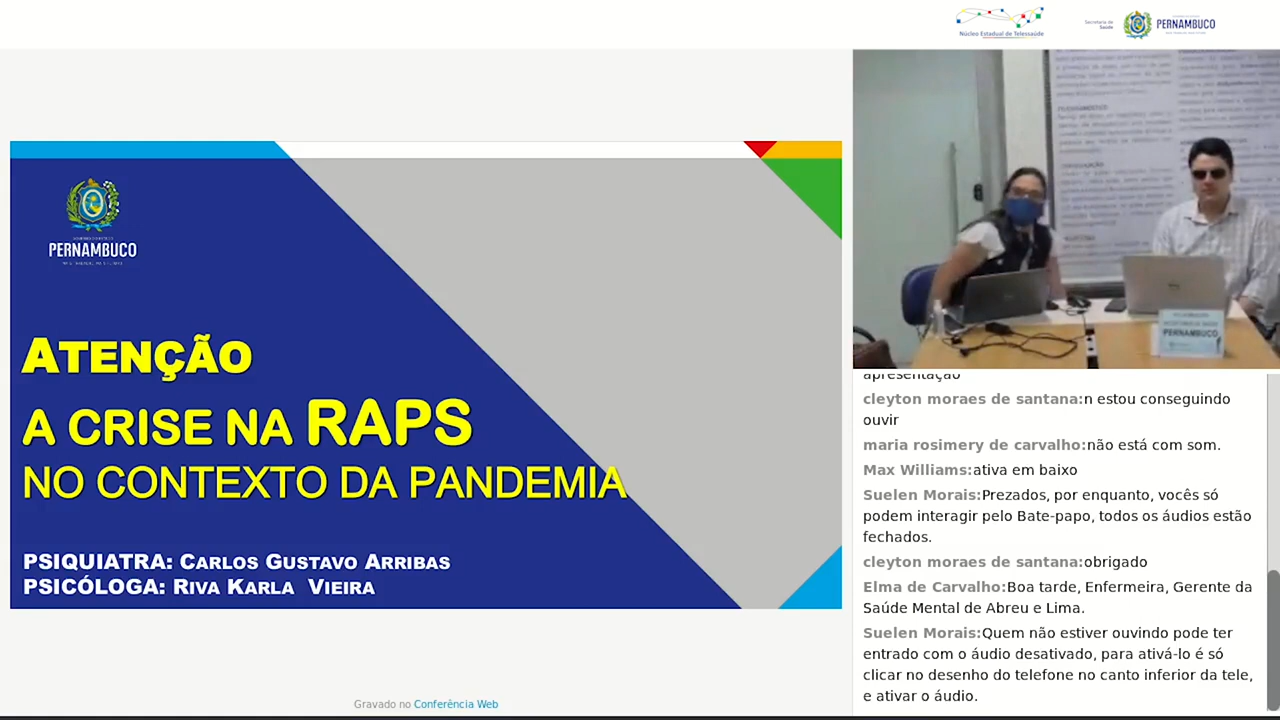 Núcleo Estadual de Telessaúde
Secretaria de
Saúde
PERNAMBUCO
PERNAMBUCO
ATENÇÃO
A CRISE NA RAPS
NO CONTEXTO DA PANDEMIA
PSIQUIATRA: CARLOS GUSTAVO ARRIBAS
PSICÓLOGA: RIVA KARLA VIEIRA
Gravado no Conferência Web
PERNAMBUCO
apresentação
cleyton moraes de santana:n estou conseguindo
ouvir
maria rosimery de carvalho:não está com som.
Max Williams:ativa em baixo
Suelen Morais:Prezados, por enquanto, vocês só
podem interagir pelo Bate-papo, todos os áudios estão
fechados.
cleyton moraes de santana:obrigado
Elma de Carvalho:Boa tarde, Enfermeira, Gerente da
Saúde Mental de Abreu e Lima.
Suelen Morais:Quem não estiver ouvindo pode ter
entrado com o áudio desativado, para ativá-lo é só
clicar no desenho do telefone no canto inferior da tele,
e ativar o áudio.